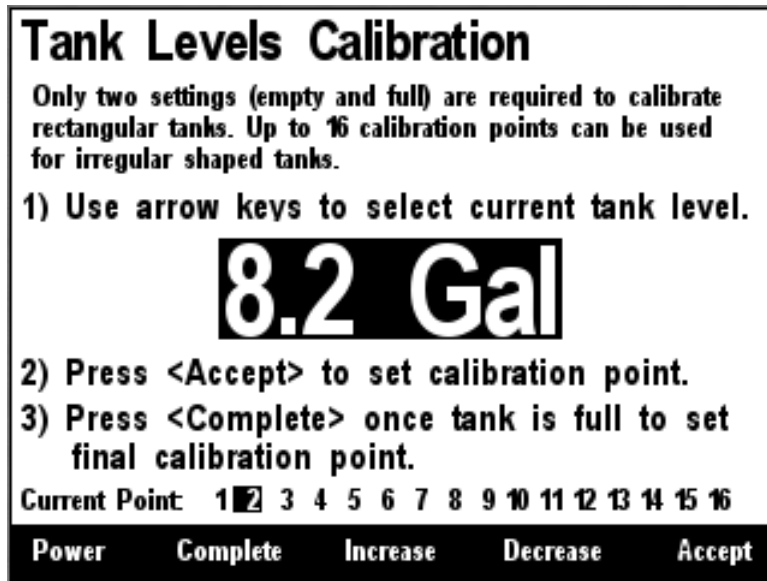 Tank Levels Calibration
Only two settings (empty and full) are required to calibrate
rectangular tanks. Up to 16 calibration points can be used
for irregular shaped tanks.
1) Use arrow keys to select current tank level.
8.2 Gal
2) Press <Accept> to set calibration point.
3) Press <Complete> once tank is full to set
final calibration point.
Current Point: 1 2 3 4 5 6 7 8 9 10 11 12 13 14 15 16
Power Complete Increase Decrease Accept